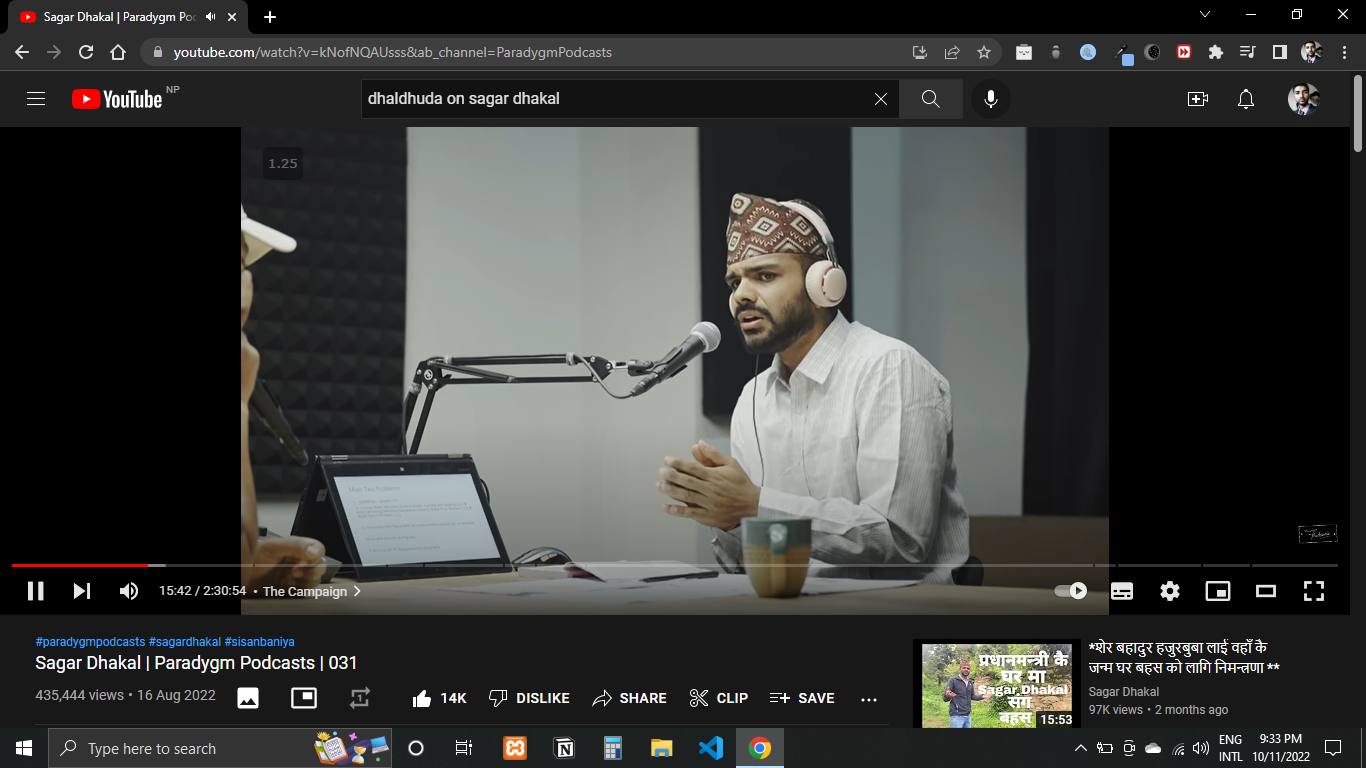 Sagar Dhakal | Paradygm Po
youtube.com/watch?v=kNofNQAUsss&ab_channel=ParadygmPodcasts
YouTube NP
dhaldhuda on sagar dhakal
1.25
Main Two Problems
15:42 / 2:30:54 • The Campaign
#paradygmpodcasts #sagardhakal #sisanbaniya
Sagar Dhakal | Paradygm Podcasts | 031
435,444 views • 16 Aug 2022
14K DISLIKE SHARE CLIP SAVE
प्रधानमन्त्री कै
घर मा
Sagar Dhakal
संग
बहस
15:53
*शेर बहादुर हजुरबुबा लाई वहाँ कै
जन्म घर बहस को लागि निमन्त्रणा **
Sagar Dhakal
97K views • 2 months ago
Type here to search
ENG
INTL
9:33 PM
10/11/2022